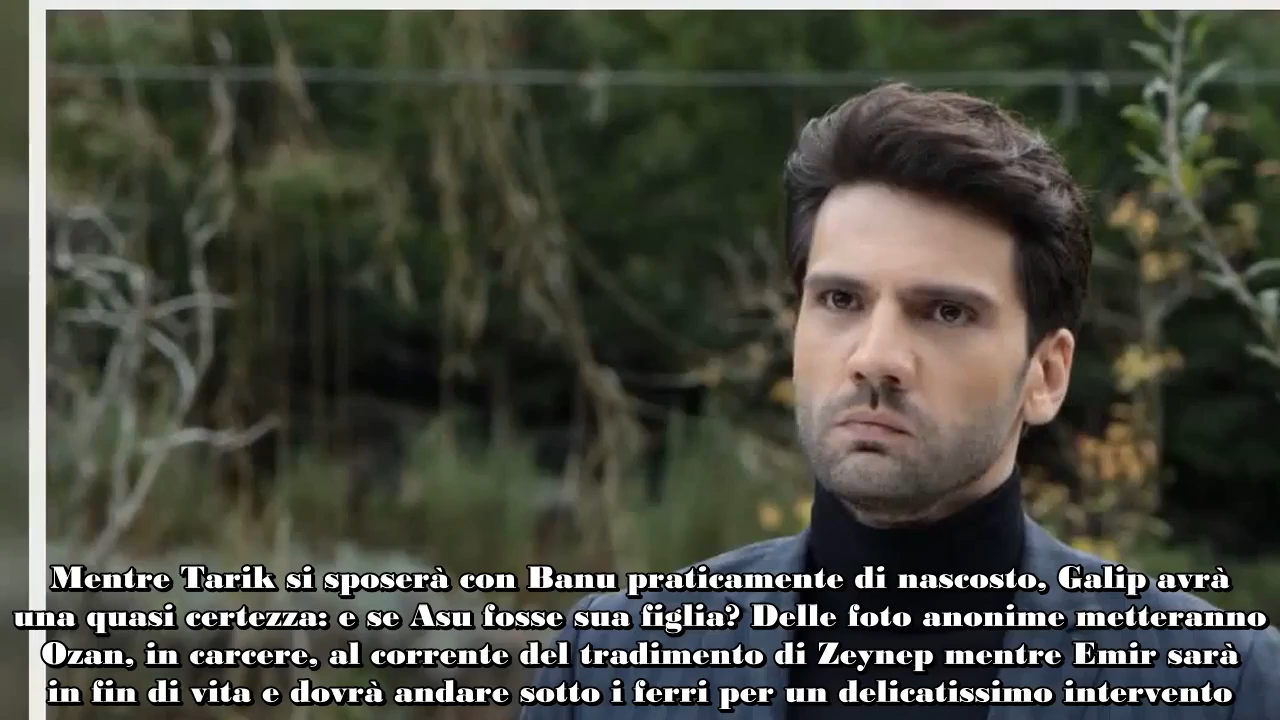 Mentre Tarik si sposerà con Banu praticamente di nascosto, Galip avrà
una quasi certezza: e se Asu fosse sua figlia? Delle foto anonime metteranno
Ozan, in carcere, al corrente del tradimento di Zeynep mentre Emir sarà
in fin di vita e dovrà andare sotto i ferri per un delicatissimo intervento